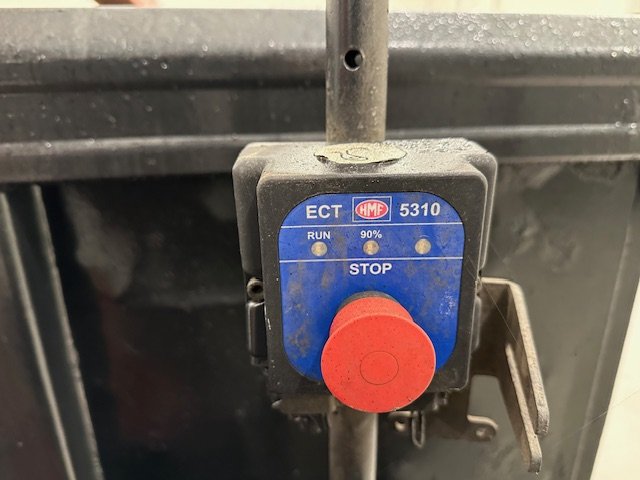 ECT HMF 5310
RUN 90%
STOP